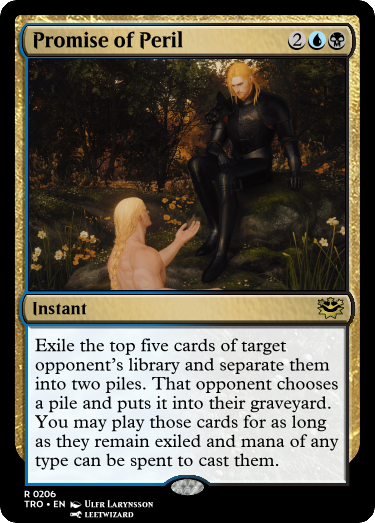 Promise of Peril 2
Instant
Exile the top five cards of target
opponent's library and separate them
into two piles. That opponent chooses
a pile and puts it into their graveyard.
You may play those cards for as long
as they remain exiled and mana of any
type can be spent to cast them.
R 0206
TRO • EN ULFR LARYNSSON
LEETWIZARD